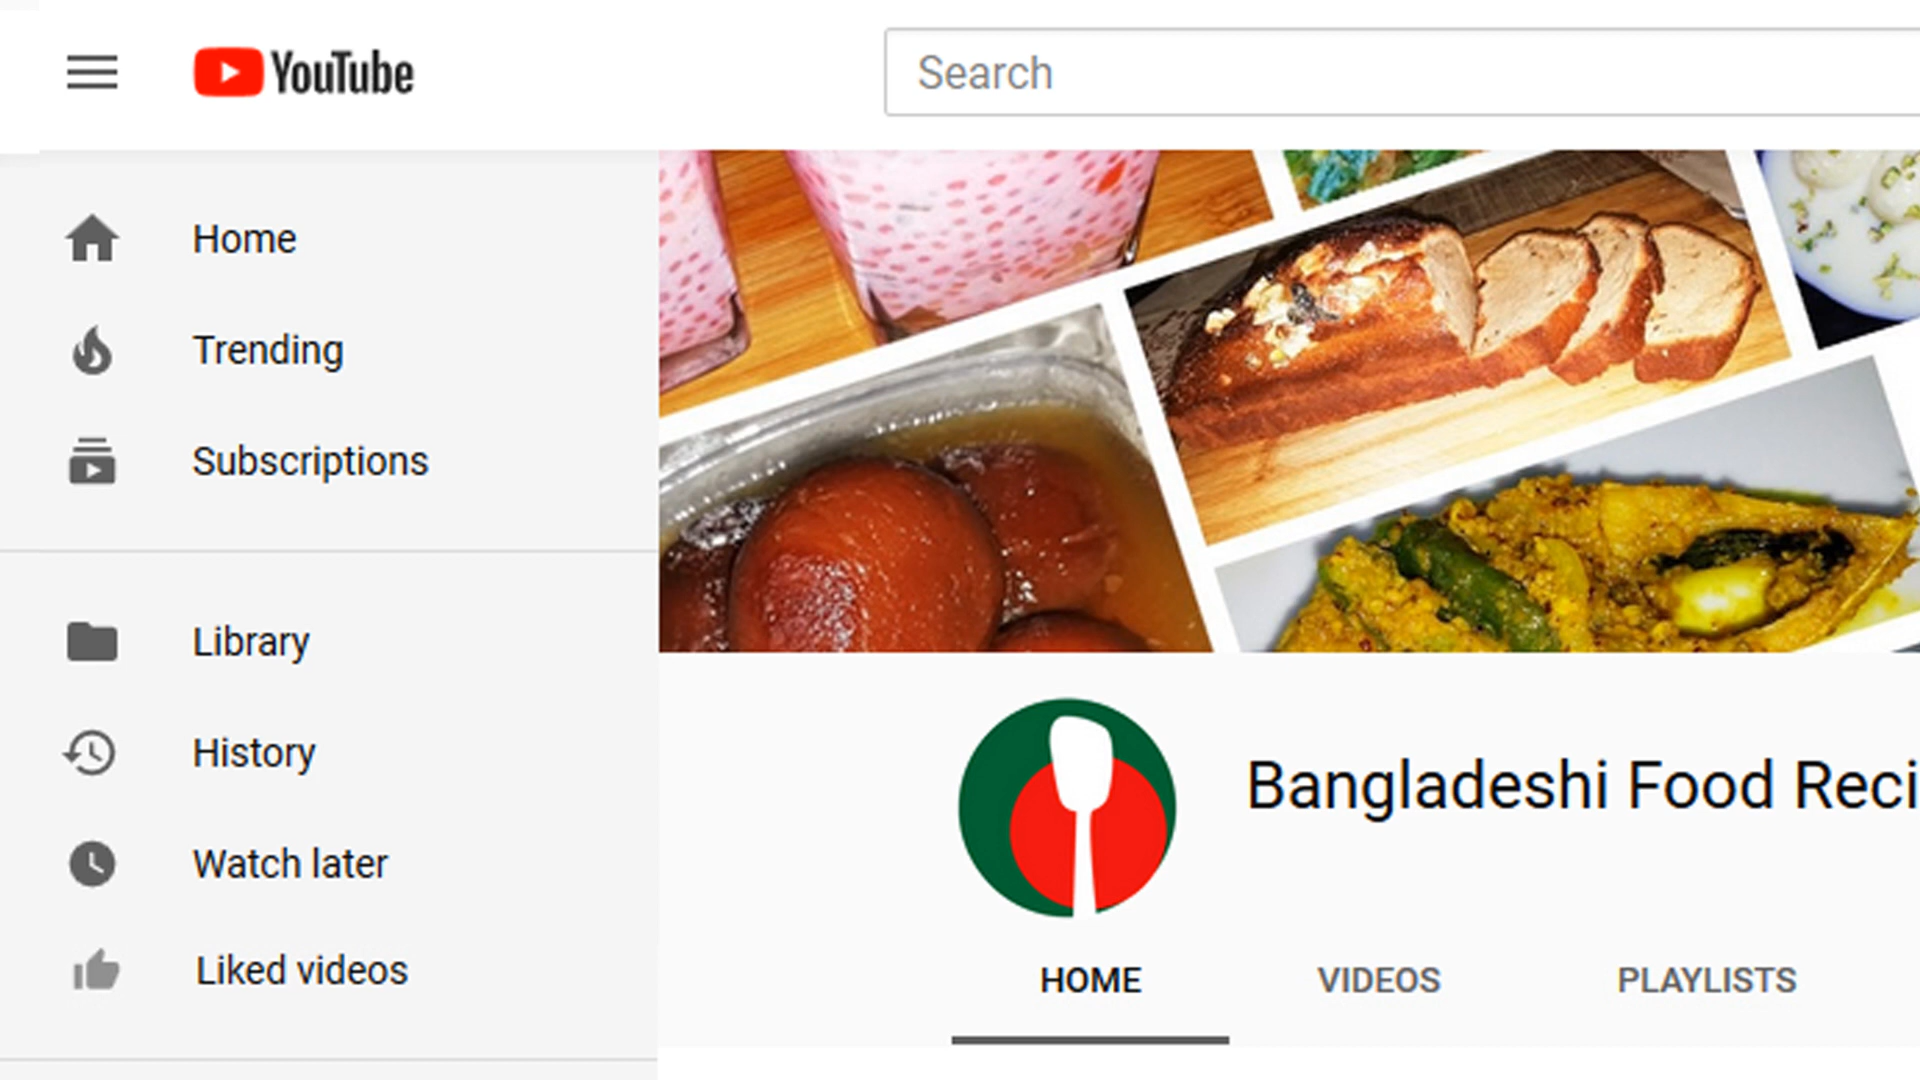 YouTube
Search
Home
Trending
Subscriptions
Library
History
Watch later
Liked videos
Bangladeshi Food Reci
HOME VIDEOS PLAYLISTS